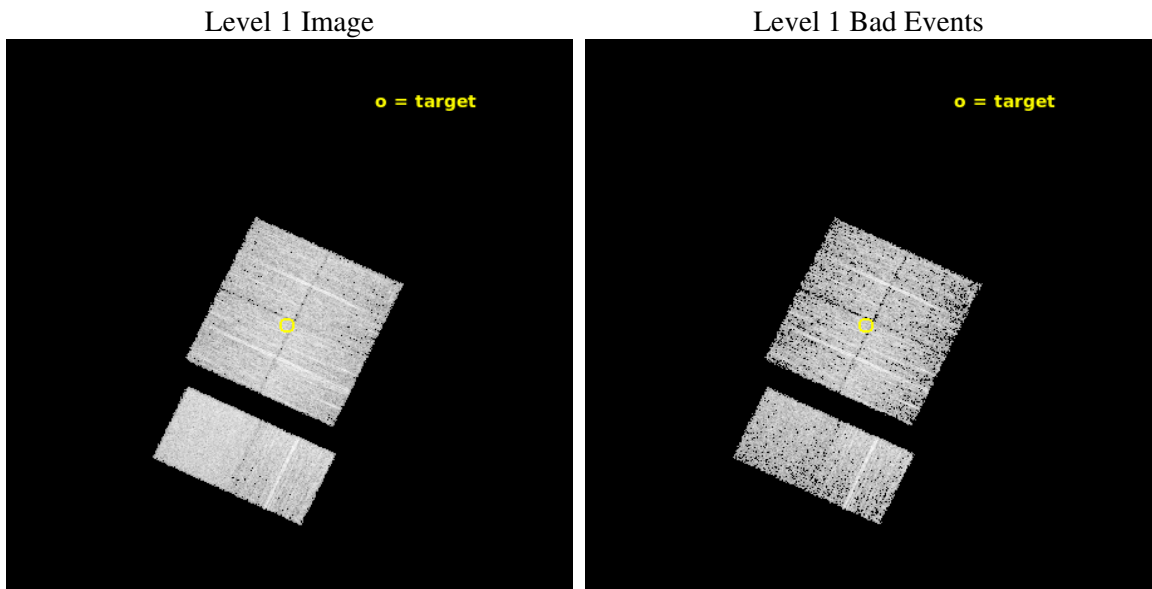 Level 1 Image
Level 1 Bad Events
o = target
o = target